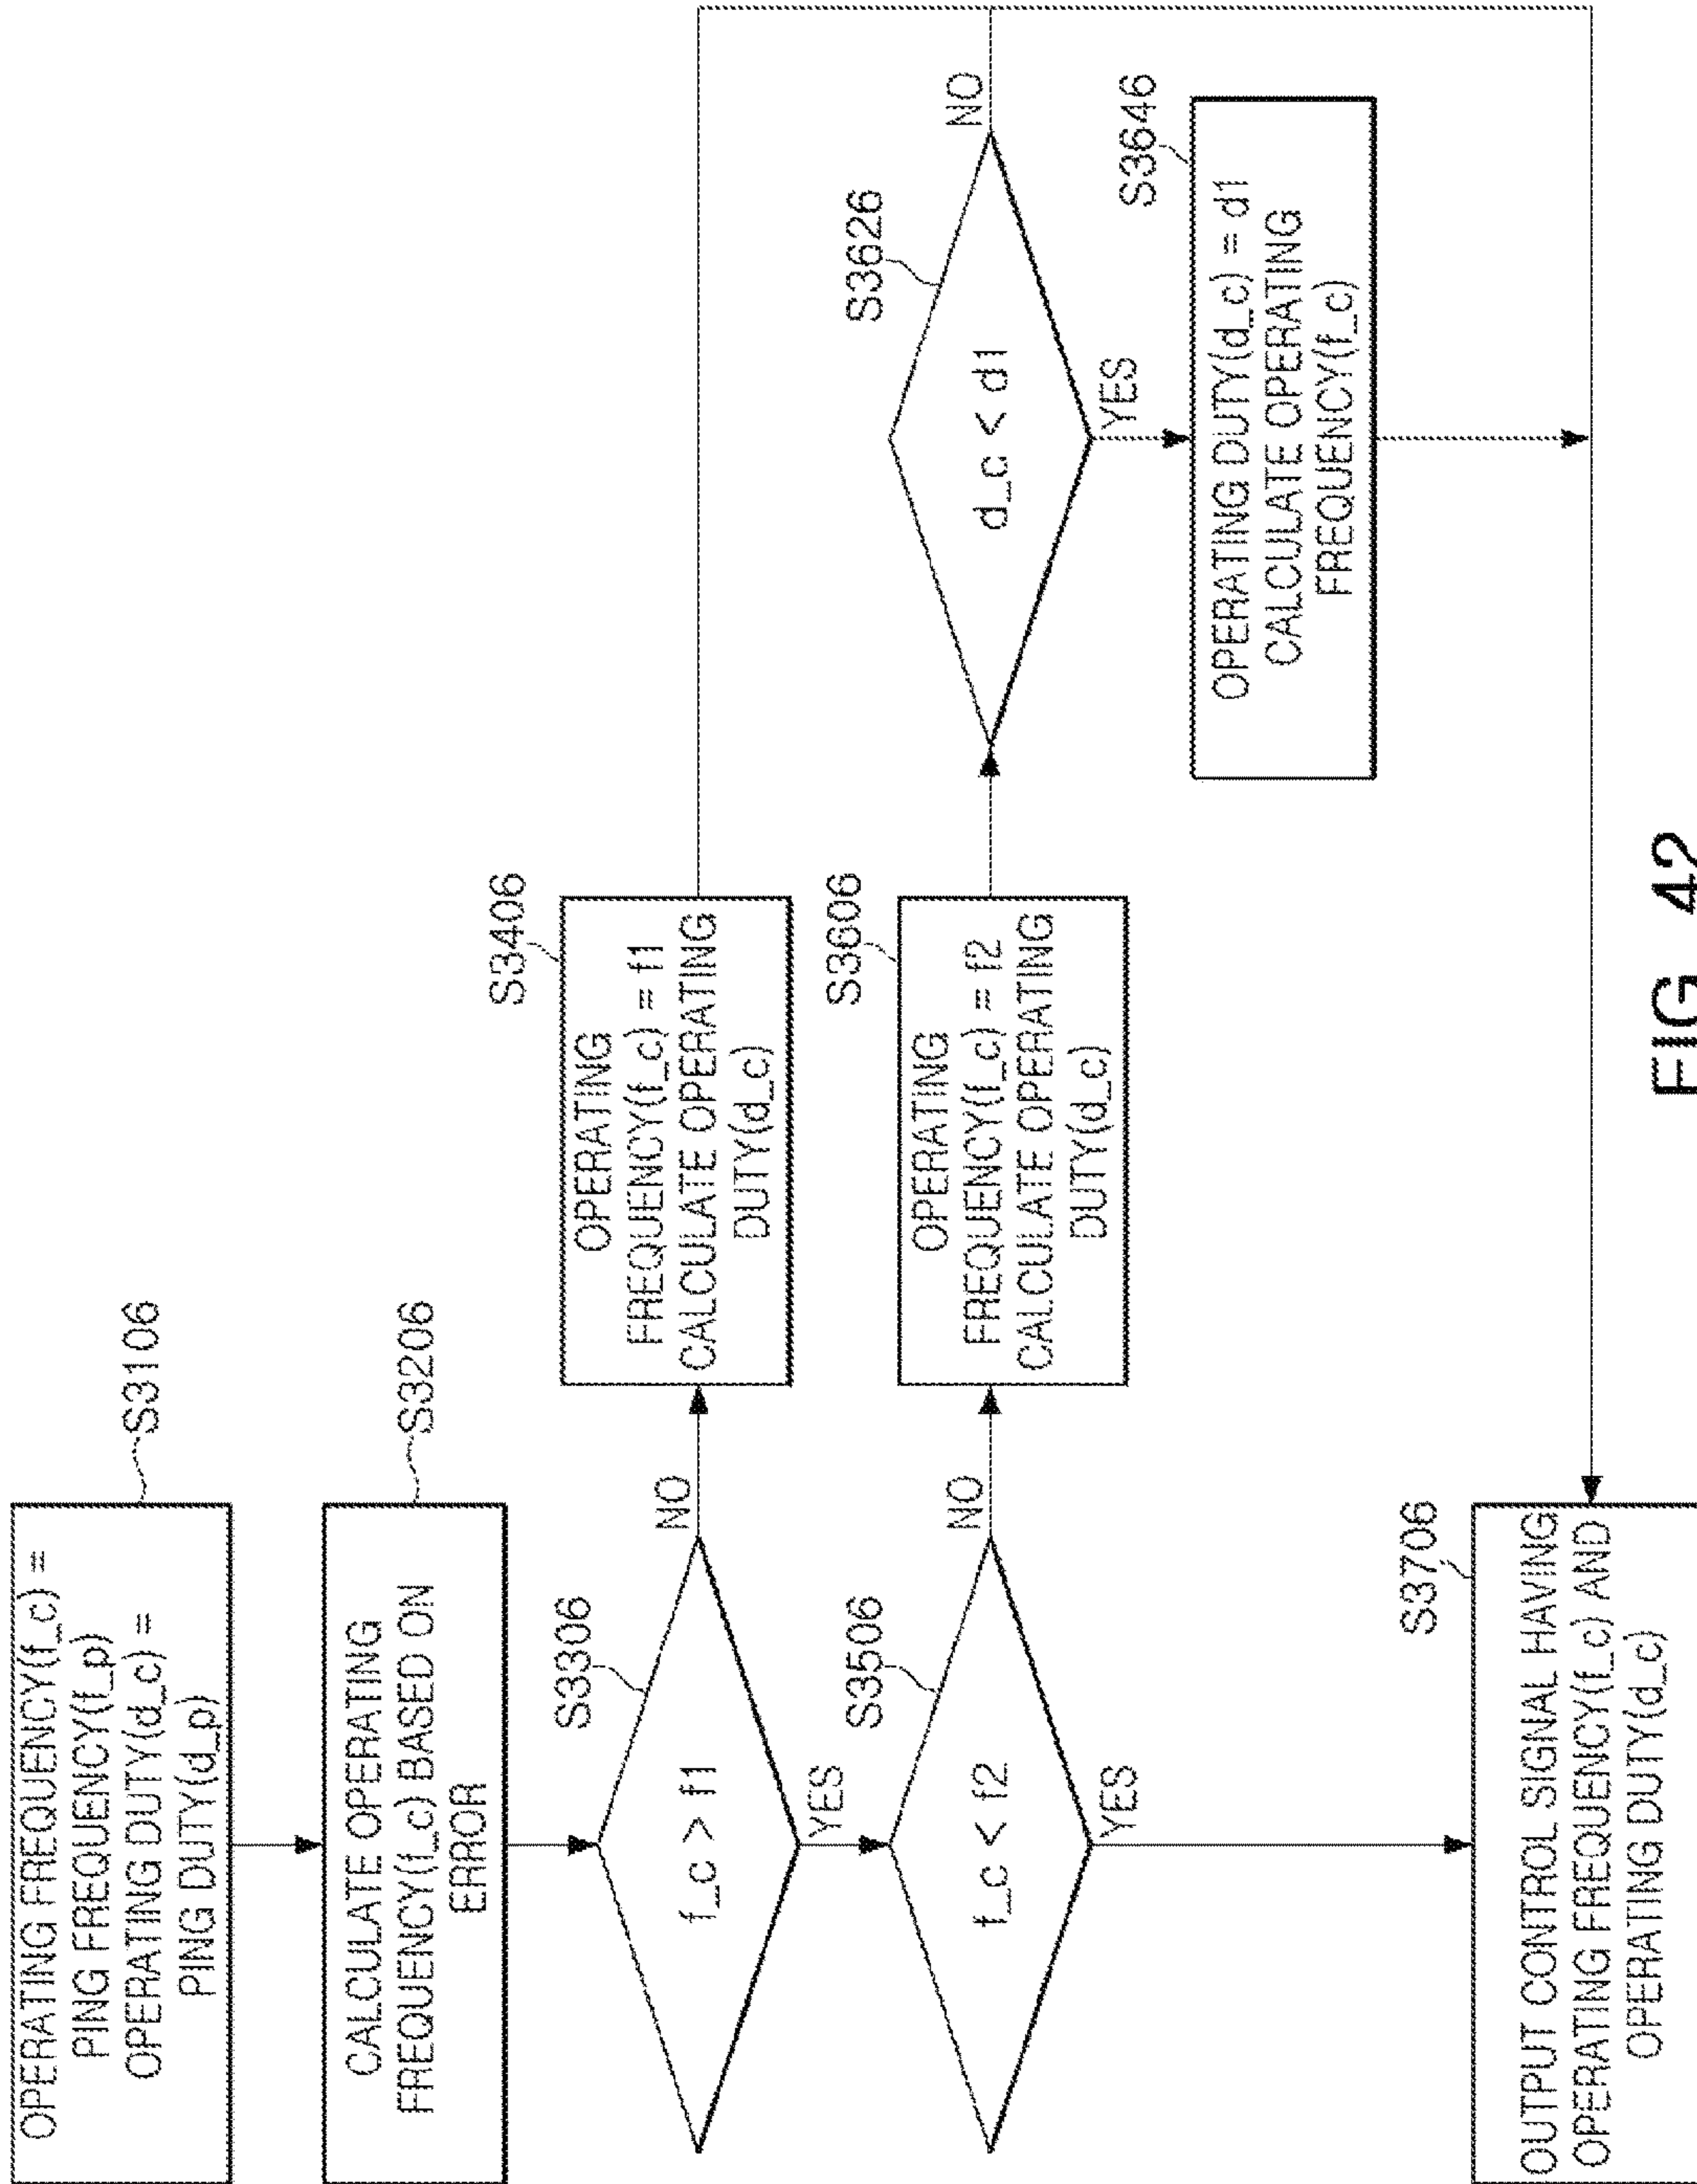 OPERATING FREQUENCY(f_c) =
PING FREQUENCY(f_p)
OPERATING DUTY(d_c) =
PING DUTY(d_p)
S3106
CALCULATE OPERATING
FREQUENCY(f_c) BASED ON
ERROR
S3206
f_c > f1
S3306
NO
YES
OPERATING
FREQUENCY(f_c) = f1
CALCULATE OPERATING
DUTY(d_c)
S3406
f_c < f2
S3506
NO
YES
OPERATING
FREQUENCY(f_c) = f2
CALCULATE OPERATING
DUTY(d_c)
S3606
d_c < d1
S3626
NO
YES
OPERATING DUTY(d_c) = d1
CALCULATE OPERATING
FREQUENCY(f_c)
S3646
OUTPUT CONTROL SIGNAL HAVING
OPERATING FREQUENCY(f_c) AND
OPERATING DUTY(d_c)
S3706
FIG. 42